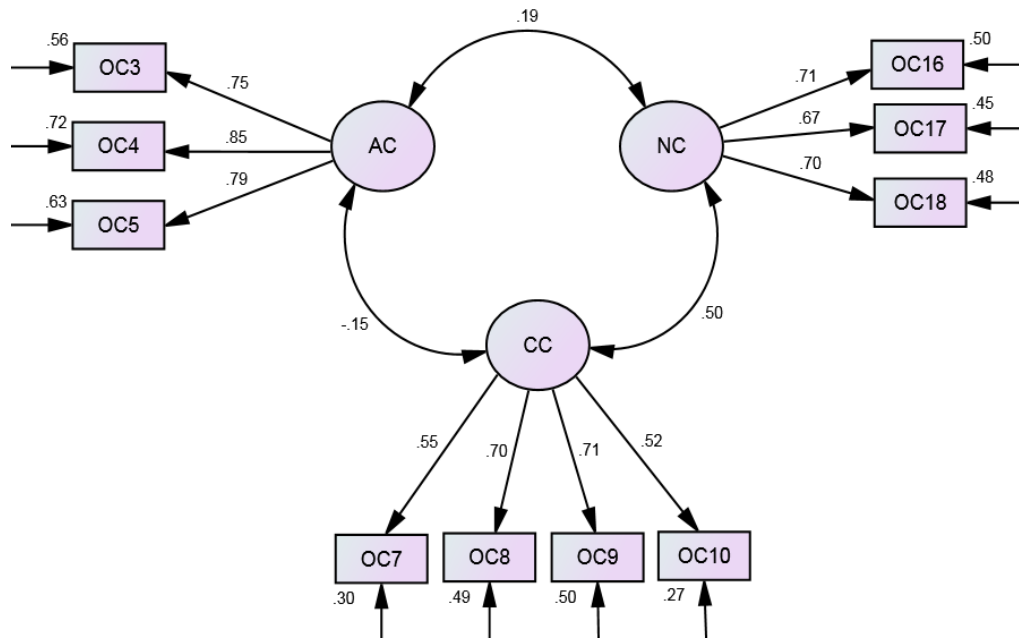 .19
.56
OC3
.75
.72
OC4
.85
.63
OC5
.79
AC
NC
.71
OC16
.50
.67
OC17
.45
.70
OC18
.48
-.15
.50
CC
.55
.70
.71
.52
OC7
OC8
OC9
OC10
.30
.49
.50
.27